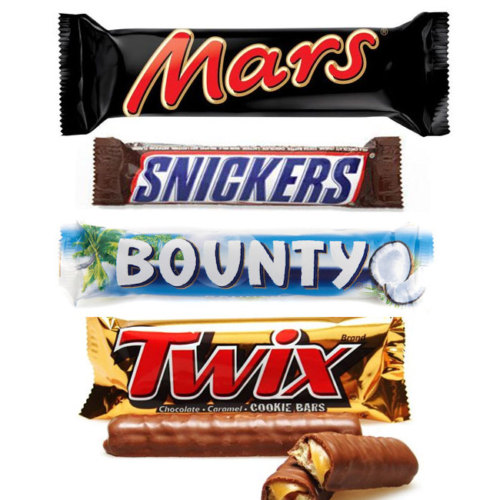 Mars
SNICKERS
BOUNTY
Twix
Brand
Chocolate • Caramel • COOKIE BARS